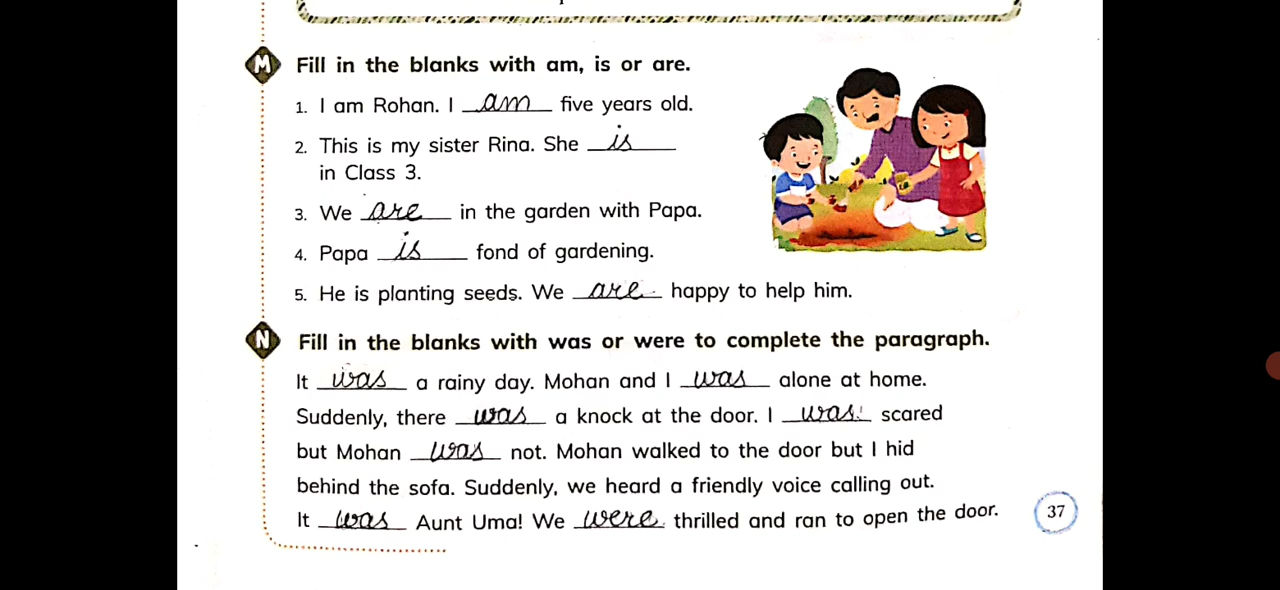 M Fill in the blanks with am, is or are.
1. I am Rohan. I am five years old.
2. This is my sister Rina. She is
in Class 3.
3. We are in the garden with Papa.
4. Papa is fond of gardening.
5. He is planting seeds. We are happy to help him.
N Fill in the blanks with was or were to complete the paragraph.
It was a rainy day. Mohan and I was alone at home.
Suddenly, there was a knock at the door. I was scared
but Mohan was not. Mohan walked to the door but I hid
behind the sofa. Suddenly, we heard a friendly voice calling out.
It was Aunt Uma! We were thrilled and ran to open the door.
37